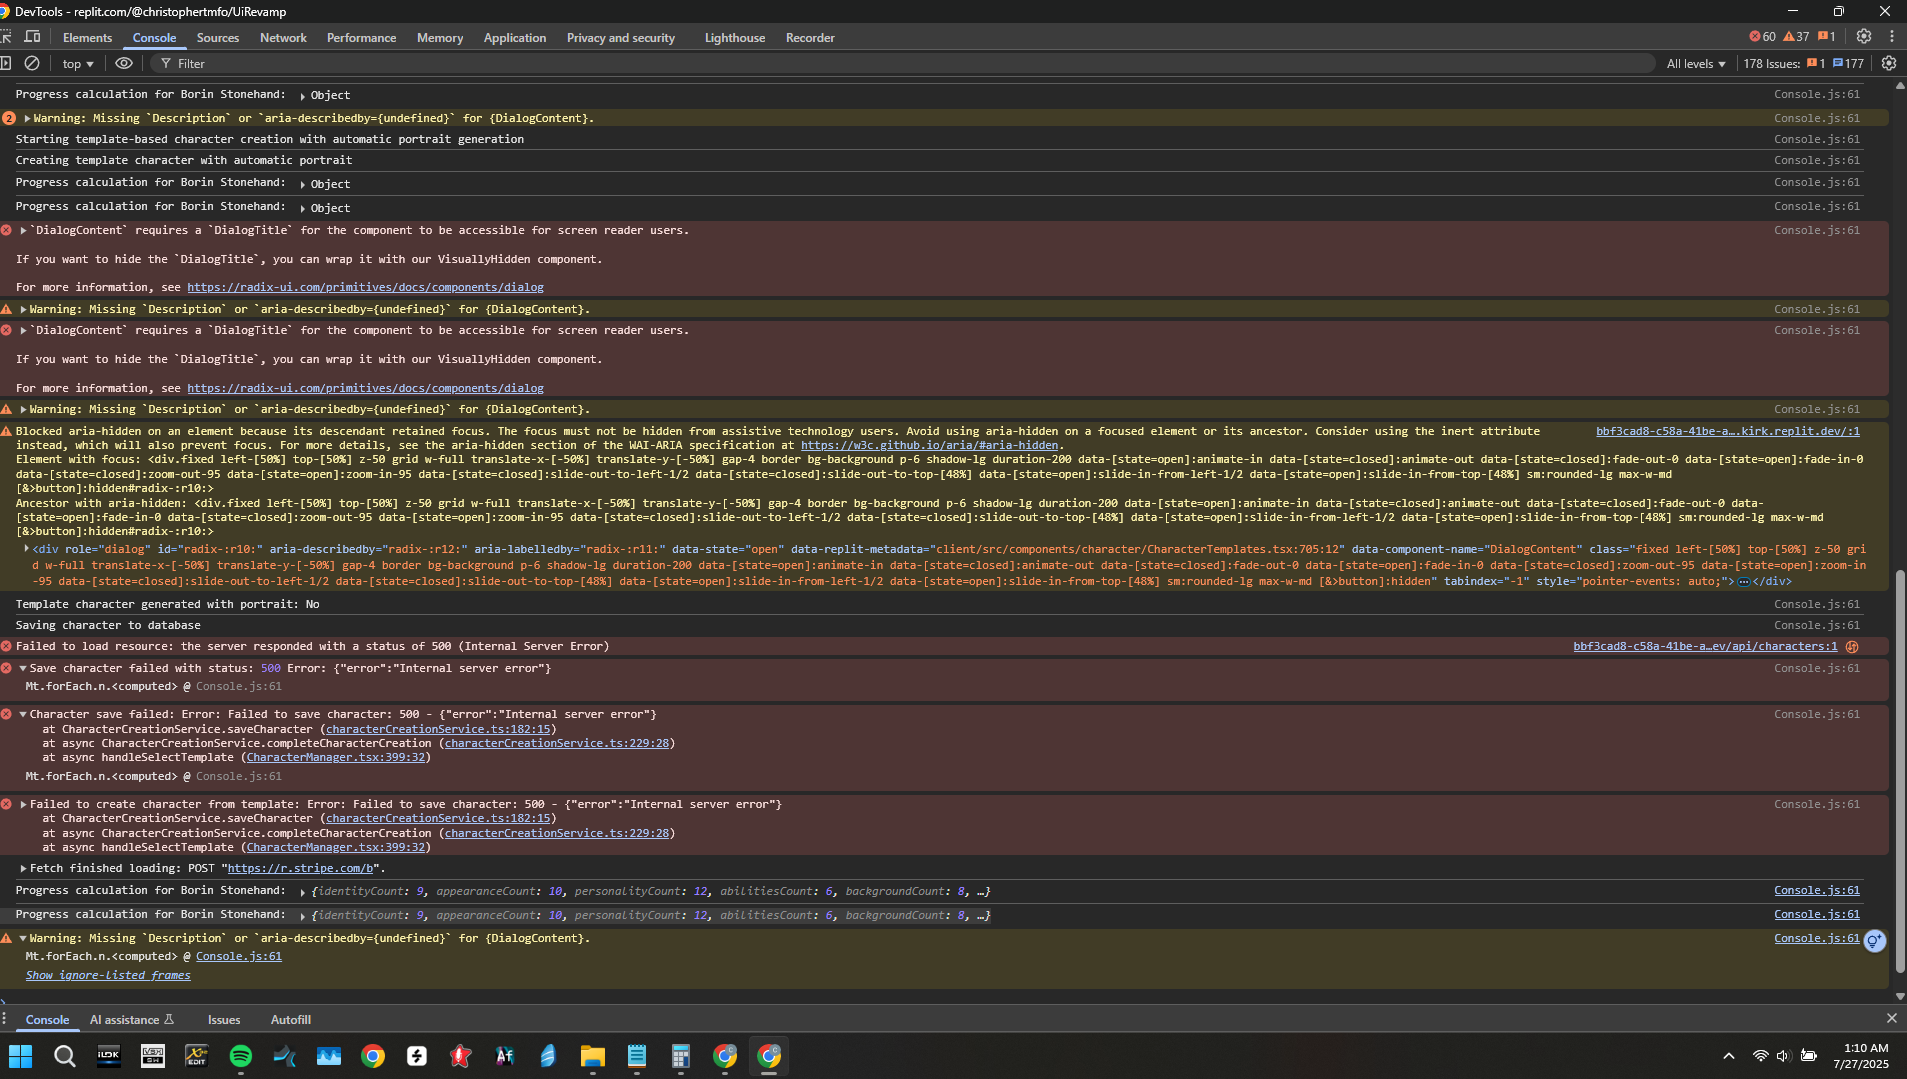 DevTools - replit.com/@christophertmfo/UiRevamp
Elements Console Sources Network Performance Memory Application Privacy and security Lighthouse Recorder 60 37 1
top Filter All levels 178 Issues: 1 177
Progress calculation for Borin Stonehand: Object Console.js:61
2 Warning: Missing `Description` or `aria-describedby={undefined}` for {DialogContent}. Console.js:61
Starting template-based character creation with automatic portrait generation Console.js:61
Creating template character with automatic portrait Console.js:61
Progress calculation for Borin Stonehand: Object Console.js:61
Progress calculation for Borin Stonehand: Object Console.js:61
`DialogContent` requires a `DialogTitle` for the component to be accessible for screen reader users. Console.js:61
If you want to hide the `DialogTitle`, you can wrap it with our VisuallyHidden component.
For more information, see https://radix-ui.com/primitives/docs/components/dialog
Warning: Missing `Description` or `aria-describedby={undefined}` for {DialogContent}. Console.js:61
`DialogContent` requires a `DialogTitle` for the component to be accessible for screen reader users. Console.js:61
If you want to hide the `DialogTitle`, you can wrap it with our VisuallyHidden component.
For more information, see https://radix-ui.com/primitives/docs/components/dialog
Warning: Missing `Description` or `aria-describedby={undefined}` for {DialogContent}. Console.js:61
Blocked aria-hidden on an element because its descendant retained focus. The focus must not be hidden from assistive technology users. Avoid using aria-hidden on a focused element or its ancestor. Consider using the inert attribute bbf3cad8-c58a-41be-a….kirk.replit.dev/:1
instead, which will also prevent focus. For more details, see the aria-hidden section of the WAI-ARIA specification at https://w3c.github.io/aria/#aria-hidden.
Element with focus: <div.fixed left-[50%] top-[50%] z-50 grid w-full translate-x-[-50%] translate-y-[-50%] gap-4 border bg-background p-6 shadow-lg duration-200 data-[state=open]:animate-in data-[state=closed]:animate-out data-[state=closed]:fade-out-0 data-[state=open]:fade-in-0
data-[state=closed]:zoom-out-95 data-[state=open]:zoom-in-95 data-[state=closed]:slide-out-to-left-1/2 data-[state=closed]:slide-out-to-top-[48%] data-[state=open]:slide-in-from-left-1/2 data-[state=open]:slide-in-from-top-[48%] sm:rounded-lg max-w-md
[&>button]:hidden#radix-:r10:>
Ancestor with aria-hidden: <div.fixed left-[50%] top-[50%] z-50 grid w-full translate-x-[-50%] translate-y-[-50%] gap-4 border bg-background p-6 shadow-lg duration-200 data-[state=open]:animate-in data-[state=closed]:animate-out data-[state=closed]:fade-out-0 data-
[state=open]:fade-in-0 data-[state=closed]:zoom-out-95 data-[state=open]:zoom-in-95 data-[state=closed]:slide-out-to-left-1/2 data-[state=closed]:slide-out-to-top-[48%] data-[state=open]:slide-in-from-left-1/2 data-[state=open]:slide-in-from-top-[48%] sm:rounded-lg max-w-md
[&>button]:hidden#radix-:r10:>
<div role="dialog" id="radix-:r10:" aria-describedby="radix-:r12:" aria-labelledby="radix-:r11:" data-state="open" data-replit-metadata="client/src/components/character/CharacterTemplates.tsx:705:12" data-component-name="DialogContent" class="fixed left-[50%] top-[50%] z-50 gri
d w-full translate-x-[-50%] translate-y-[-50%] gap-4 border bg-background p-6 shadow-lg duration-200 data-[state=open]:animate-in data-[state=closed]:animate-out data-[state=closed]:fade-out-0 data-[state=open]:fade-in-0 data-[state=closed]:zoom-out-95 data-[state=open]:zoom-in
-95 data-[state=closed]:slide-out-to-left-1/2 data-[state=closed]:slide-out-to-top-[48%] data-[state=open]:slide-in-from-left-1/2 data-[state=open]:slide-in-from-top-[48%] sm:rounded-lg max-w-md [&>button]:hidden" tabindex="-1" style="pointer-events: auto;">…</div>
Template character generated with portrait: No Console.js:61
Saving character to database Console.js:61
Failed to load resource: the server responded with a status of 500 (Internal Server Error) bbf3cad8-c58a-41be-a…ev/api/characters:1
Save character failed with status: 500 Error: {"error":"Internal server error"} Console.js:61
Mt.forEach.n.<computed> @ Console.js:61
Character save failed: Error: Failed to save character: 500 - {"error":"Internal server error"} Console.js:61
at CharacterCreationService.saveCharacter (characterCreationService.ts:182:15)
at async CharacterCreationService.completeCharacterCreation (characterCreationService.ts:229:28)
at async handleSelectTemplate (CharacterManager.tsx:399:32)
Mt.forEach.n.<computed> @ Console.js:61
Failed to create character from template: Error: Failed to save character: 500 - {"error":"Internal server error"} Console.js:61
at CharacterCreationService.saveCharacter (characterCreationService.ts:182:15)
at async CharacterCreationService.completeCharacterCreation (characterCreationService.ts:229:28)
at async handleSelectTemplate (CharacterManager.tsx:399:32)
Fetch finished loading: POST "https://r.stripe.com/b".
Progress calculation for Borin Stonehand: {identityCount: 9, appearanceCount: 10, personalityCount: 12, abilitiesCount: 6, backgroundCount: 8, …} Console.js:61
Progress calculation for Borin Stonehand: {identityCount: 9, appearanceCount: 10, personalityCount: 12, abilitiesCount: 6, backgroundCount: 8, …} Console.js:61
Warning: Missing `Description` or `aria-describedby={undefined}` for {DialogContent}. Console.js:61
Mt.forEach.n.<computed> @ Console.js:61
Show ignore-listed frames
Console AI assistance Issues Autofill
EDIT Af
1:10 AM
7/27/2025